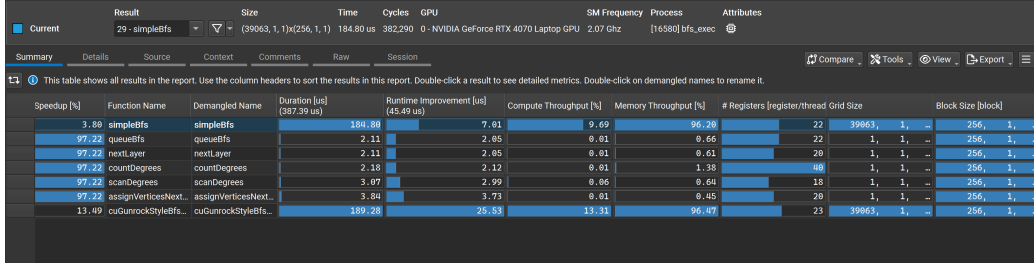 Result Size Time Cycles GPU SM Frequency Process Attributes
Current 29 - simpleBfs (39063, 1, 1)x(256, 1, 1) 184.80 us 382,290 0 - NVIDIA GeForce RTX 4070 Laptop GPU 2.07 Ghz [16580] bfs_exec
Summary Details Source Context Comments Raw Session Compare Tools View Export
This table shows all results in the report. Use the column headers to sort the results in this report. Double-click a result to see detailed metrics. Double-click on demangled names to rename it.
Speedup [%] Function Name Demangled Name Duration [us] Runtime Improvement [us] Compute Throughput [%] Memory Throughput [%] # Registers [register/thread Grid Size Block Size [block]
(387.39 us) (45.49 us)
3.80 simpleBfs simpleBfs 184.80 7.01 9.69 96.20 22 39063, 1, … 256, 1,
97.22 queueBfs queueBfs 2.11 2.05 0.01 0.66 22 1, 1, … 256, 1,
97.22 nextLayer nextLayer 2.11 2.05 0.01 0.61 20 1, 1, … 256, 1,
97.22 countDegrees countDegrees 2.18 2.12 0.01 1.38 40 1, 1, … 256, 1,
97.22 scanDegrees scanDegrees 3.07 2.99 0.06 0.64 18 1, 1, … 256, 1,
97.22 assignVerticesNext... assignVerticesNext... 3.84 3.73 0.01 0.45 20 1, 1, … 256, 1,
13.49 cuGunrockStyleBfs... cuGunrockStyleBfs... 189.28 25.53 13.31 96.47 23 39063, 1, … 256, 1,